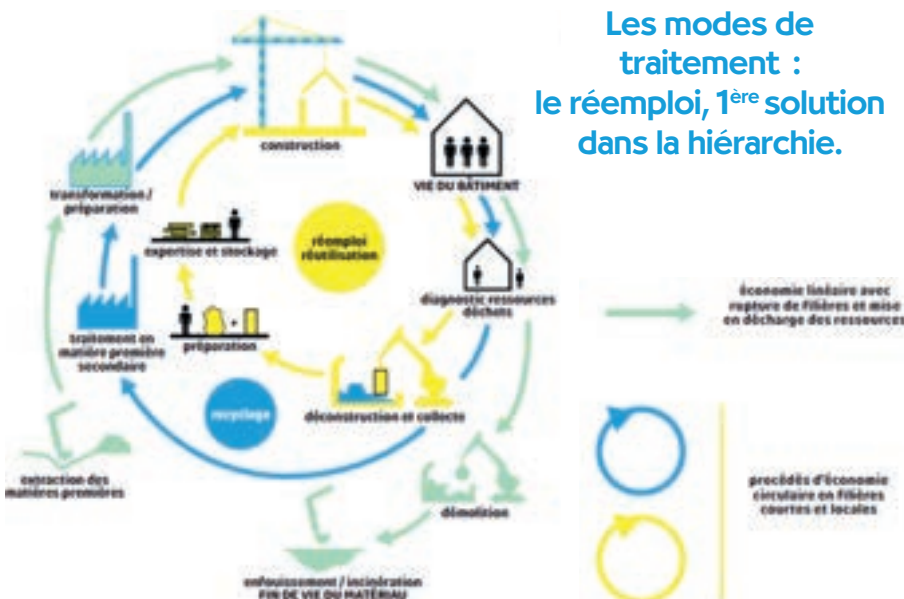 Les modes de
traitement :
le réemploi, 1ère solution
dans la hiérarchie.
construction
VIE DU BÂTIMENT
transformation /
préparation
expertise et stockage
réemploi
réutilisation
diagnostic ressources
déchets
traitement en
matière première
secondaire
préparation
recyclage
déconstruction et collecte
extraction des
matières premières
démolition
enfouissement / incinération
FIN DE VIE DU MATÉRIAU
économie linéaire avec
rupture de filières et mise
en décharge des ressources
procédés d'économie
circulaire en filières
courtes et locales